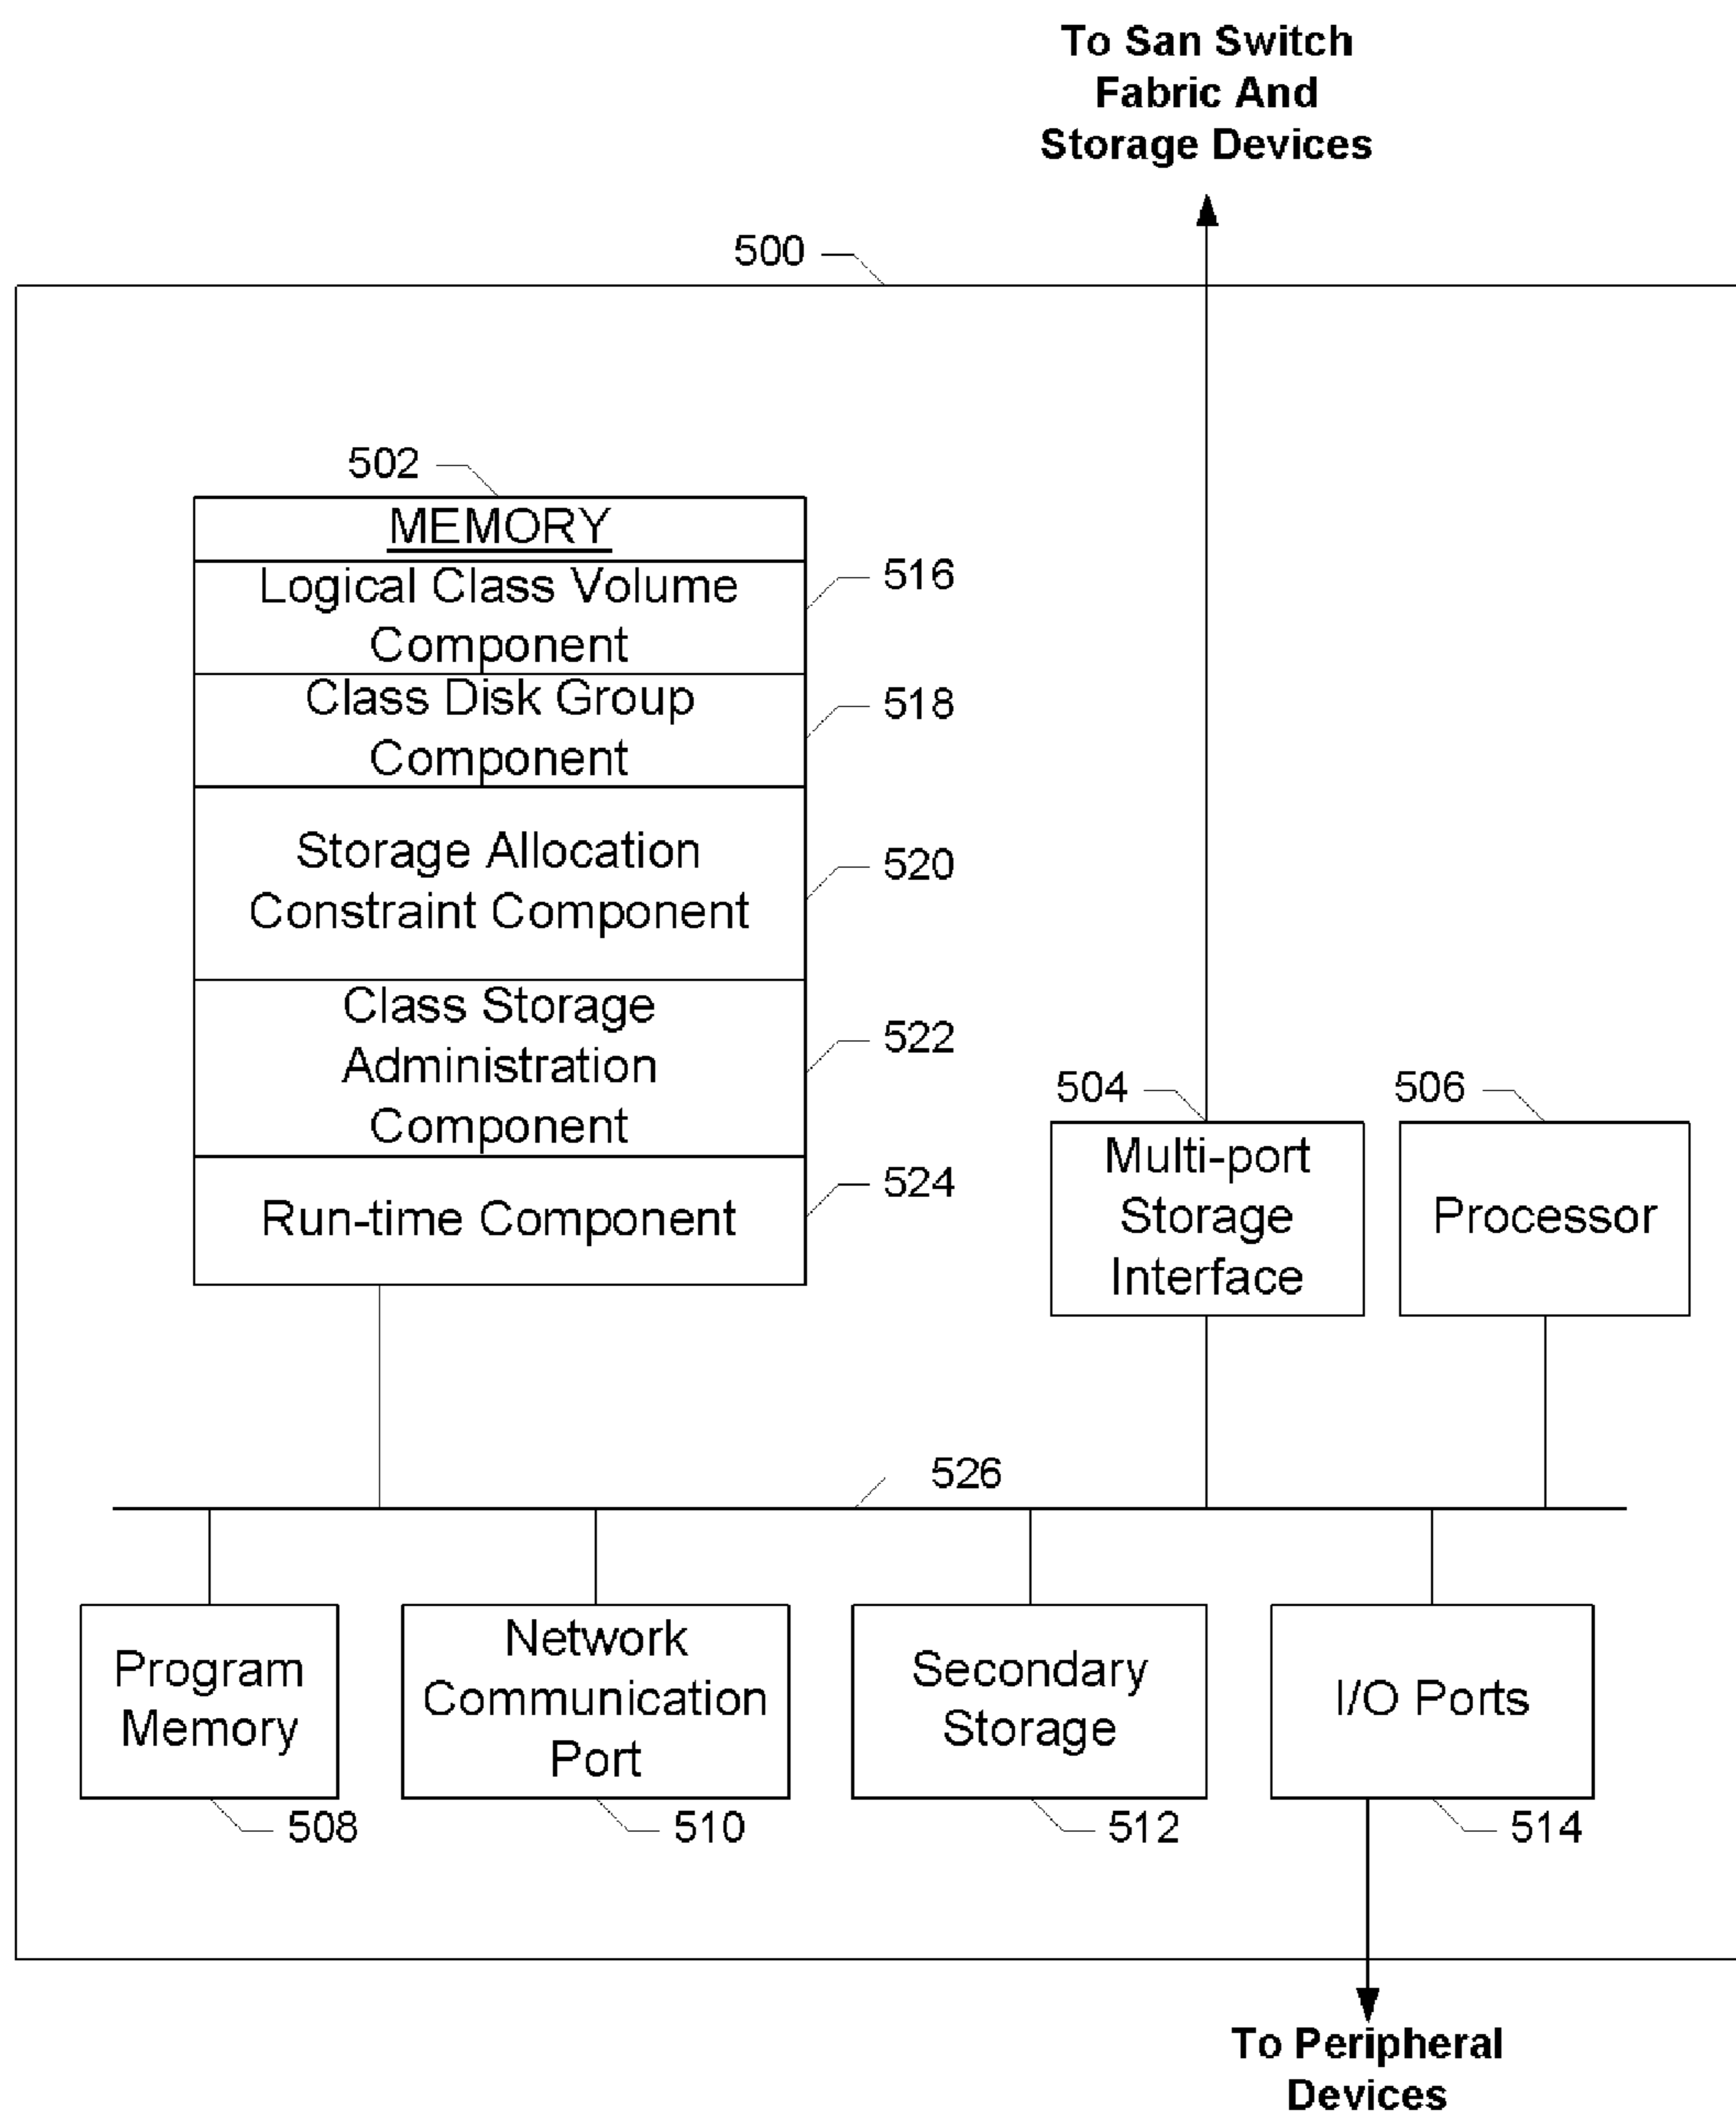 To San Switch
Fabric And
Storage Devices
500
502
MEMORY
Logical Class Volume
Component
516
Class Disk Group
Component
518
Storage Allocation
Constraint Component
520
Class Storage
Administration
Component
522
Run-time Component
524
504
Multi-port
Storage
Interface
506
Processor
526
Program
Memory
508
Network
Communication
Port
510
Secondary
Storage
512
I/O Ports
514
To Peripheral
Devices